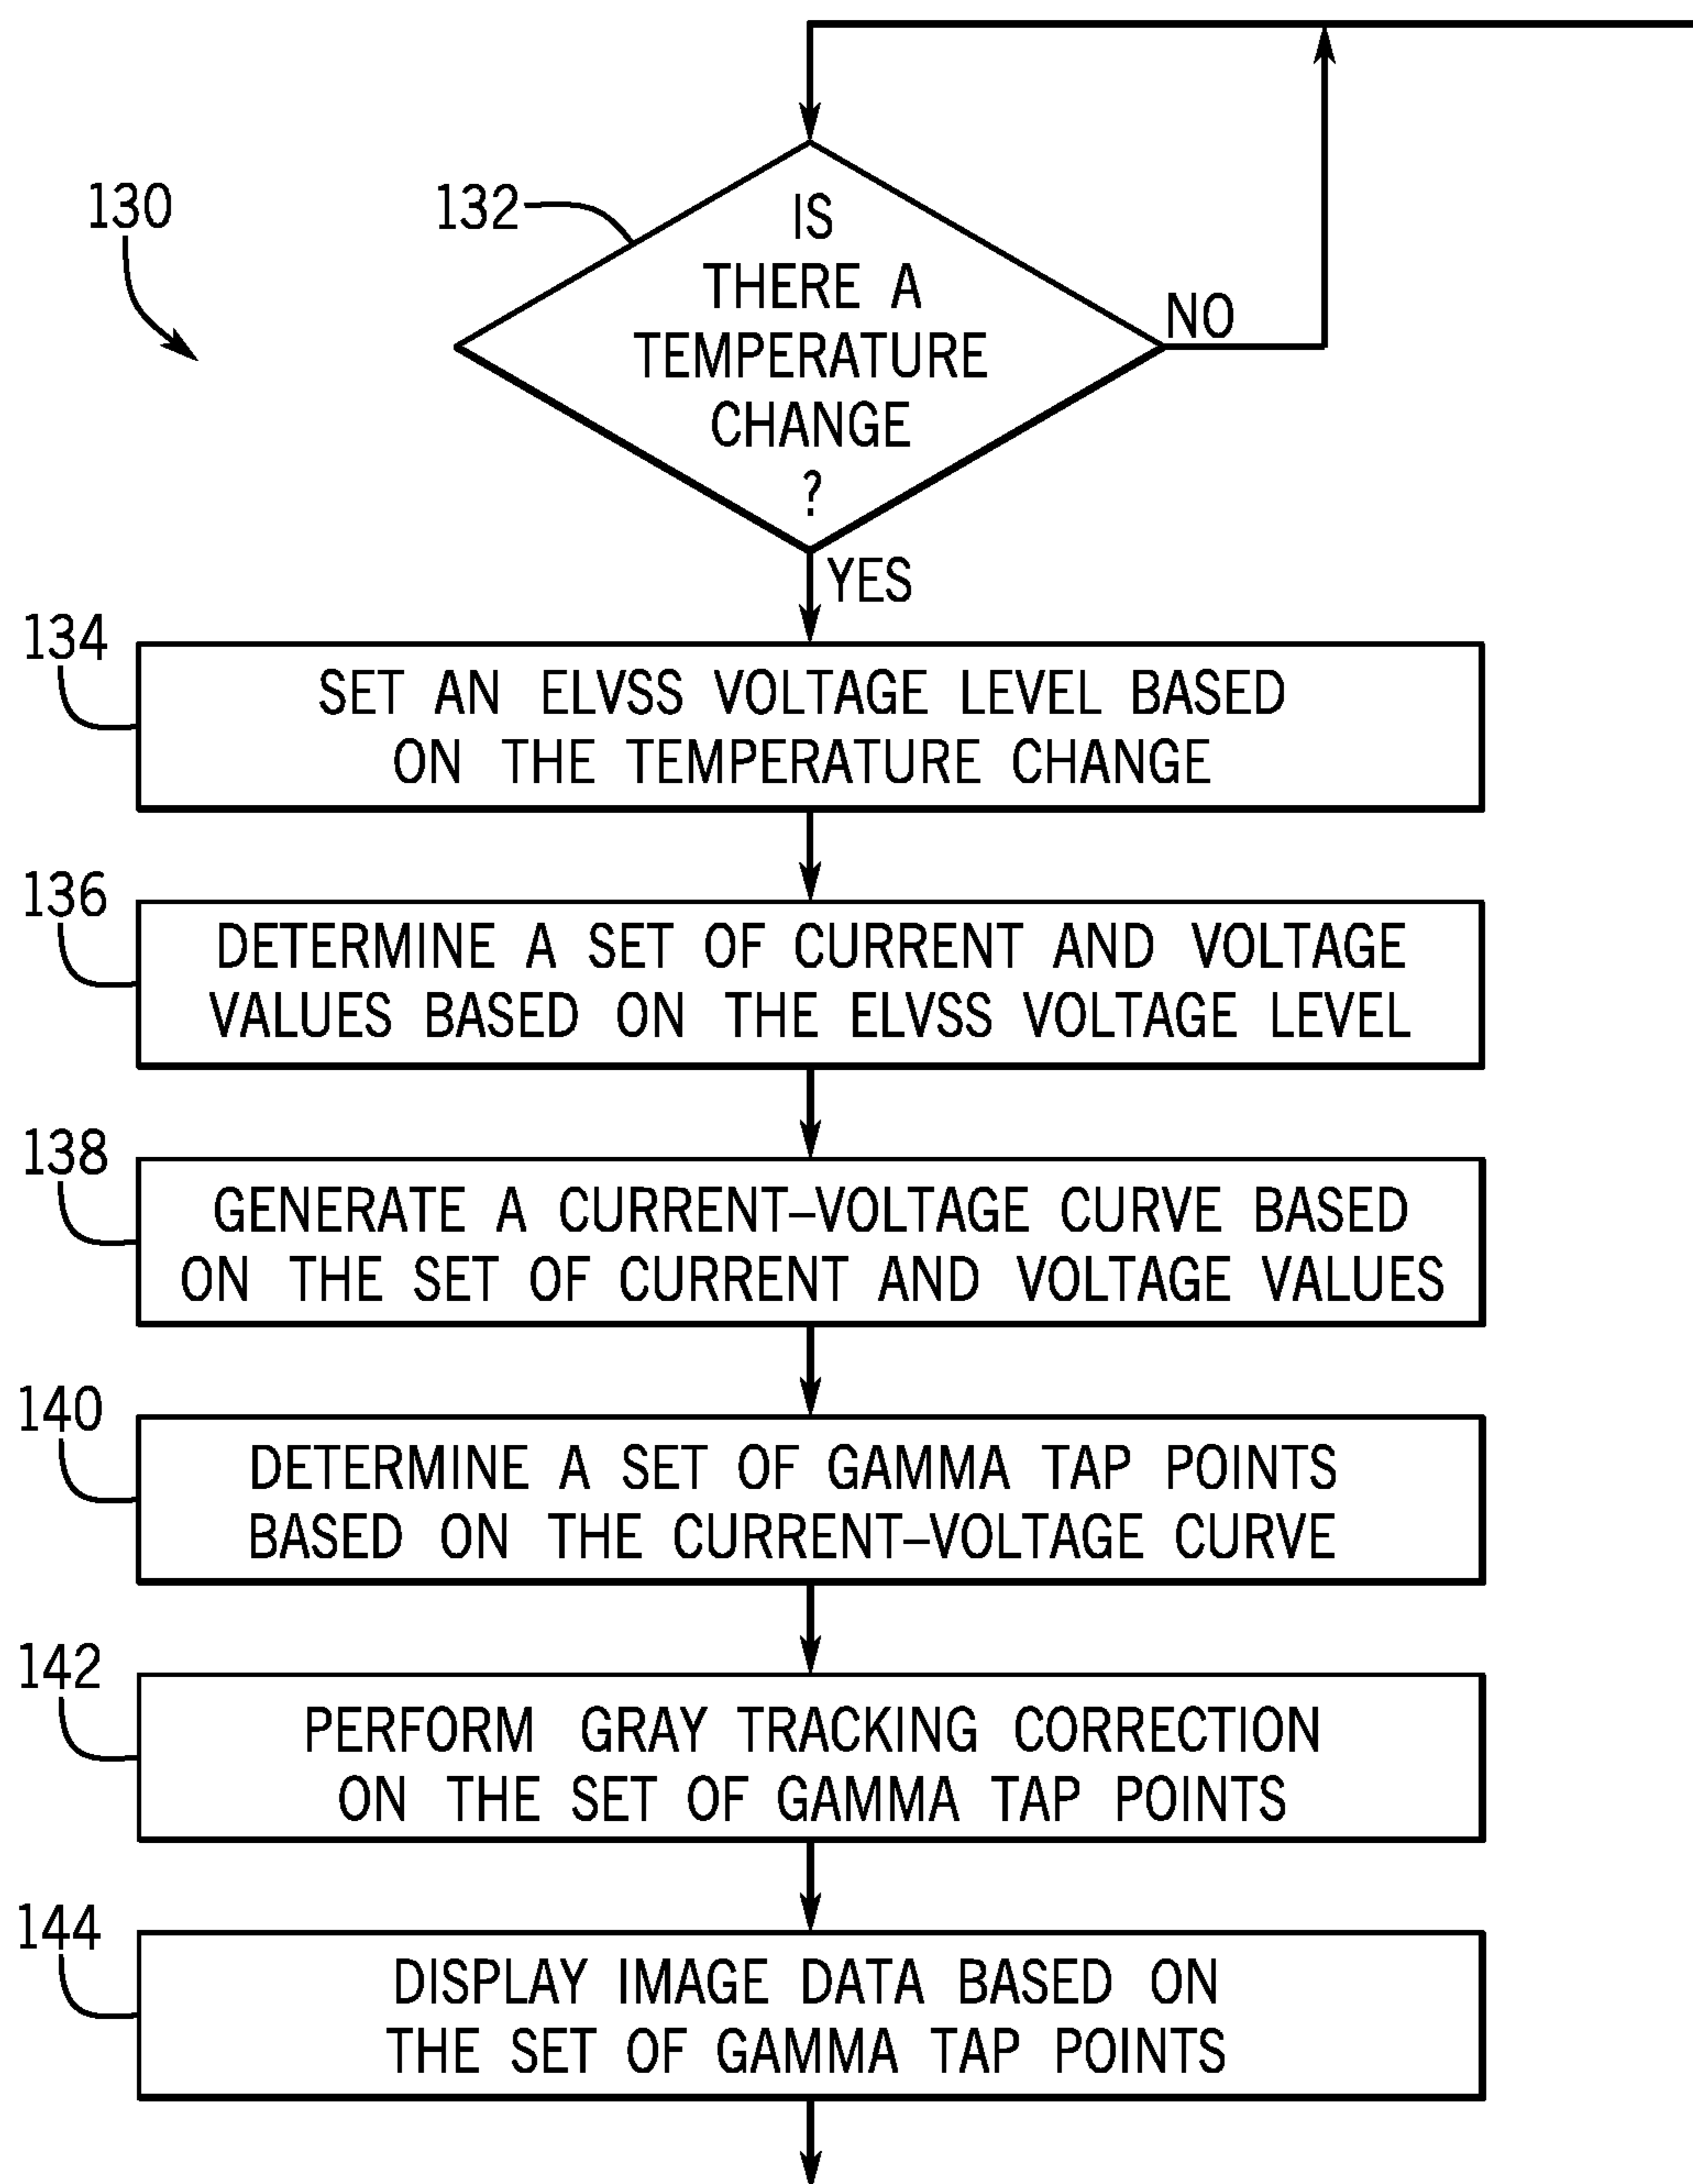 130
132
IS
THERE A
TEMPERATURE
CHANGE
?
NO
YES
134
SET AN ELVSS VOLTAGE LEVEL BASED
ON THE TEMPERATURE CHANGE
136
DETERMINE A SET OF CURRENT AND VOLTAGE
VALUES BASED ON THE ELVSS VOLTAGE LEVEL
138
GENERATE A CURRENT–VOLTAGE CURVE BASED
ON THE SET OF CURRENT AND VOLTAGE VALUES
140
DETERMINE A SET OF GAMMA TAP POINTS
BASED ON THE CURRENT–VOLTAGE CURVE
142
PERFORM GRAY TRACKING CORRECTION
ON THE SET OF GAMMA TAP POINTS
144
DISPLAY IMAGE DATA BASED ON
THE SET OF GAMMA TAP POINTS